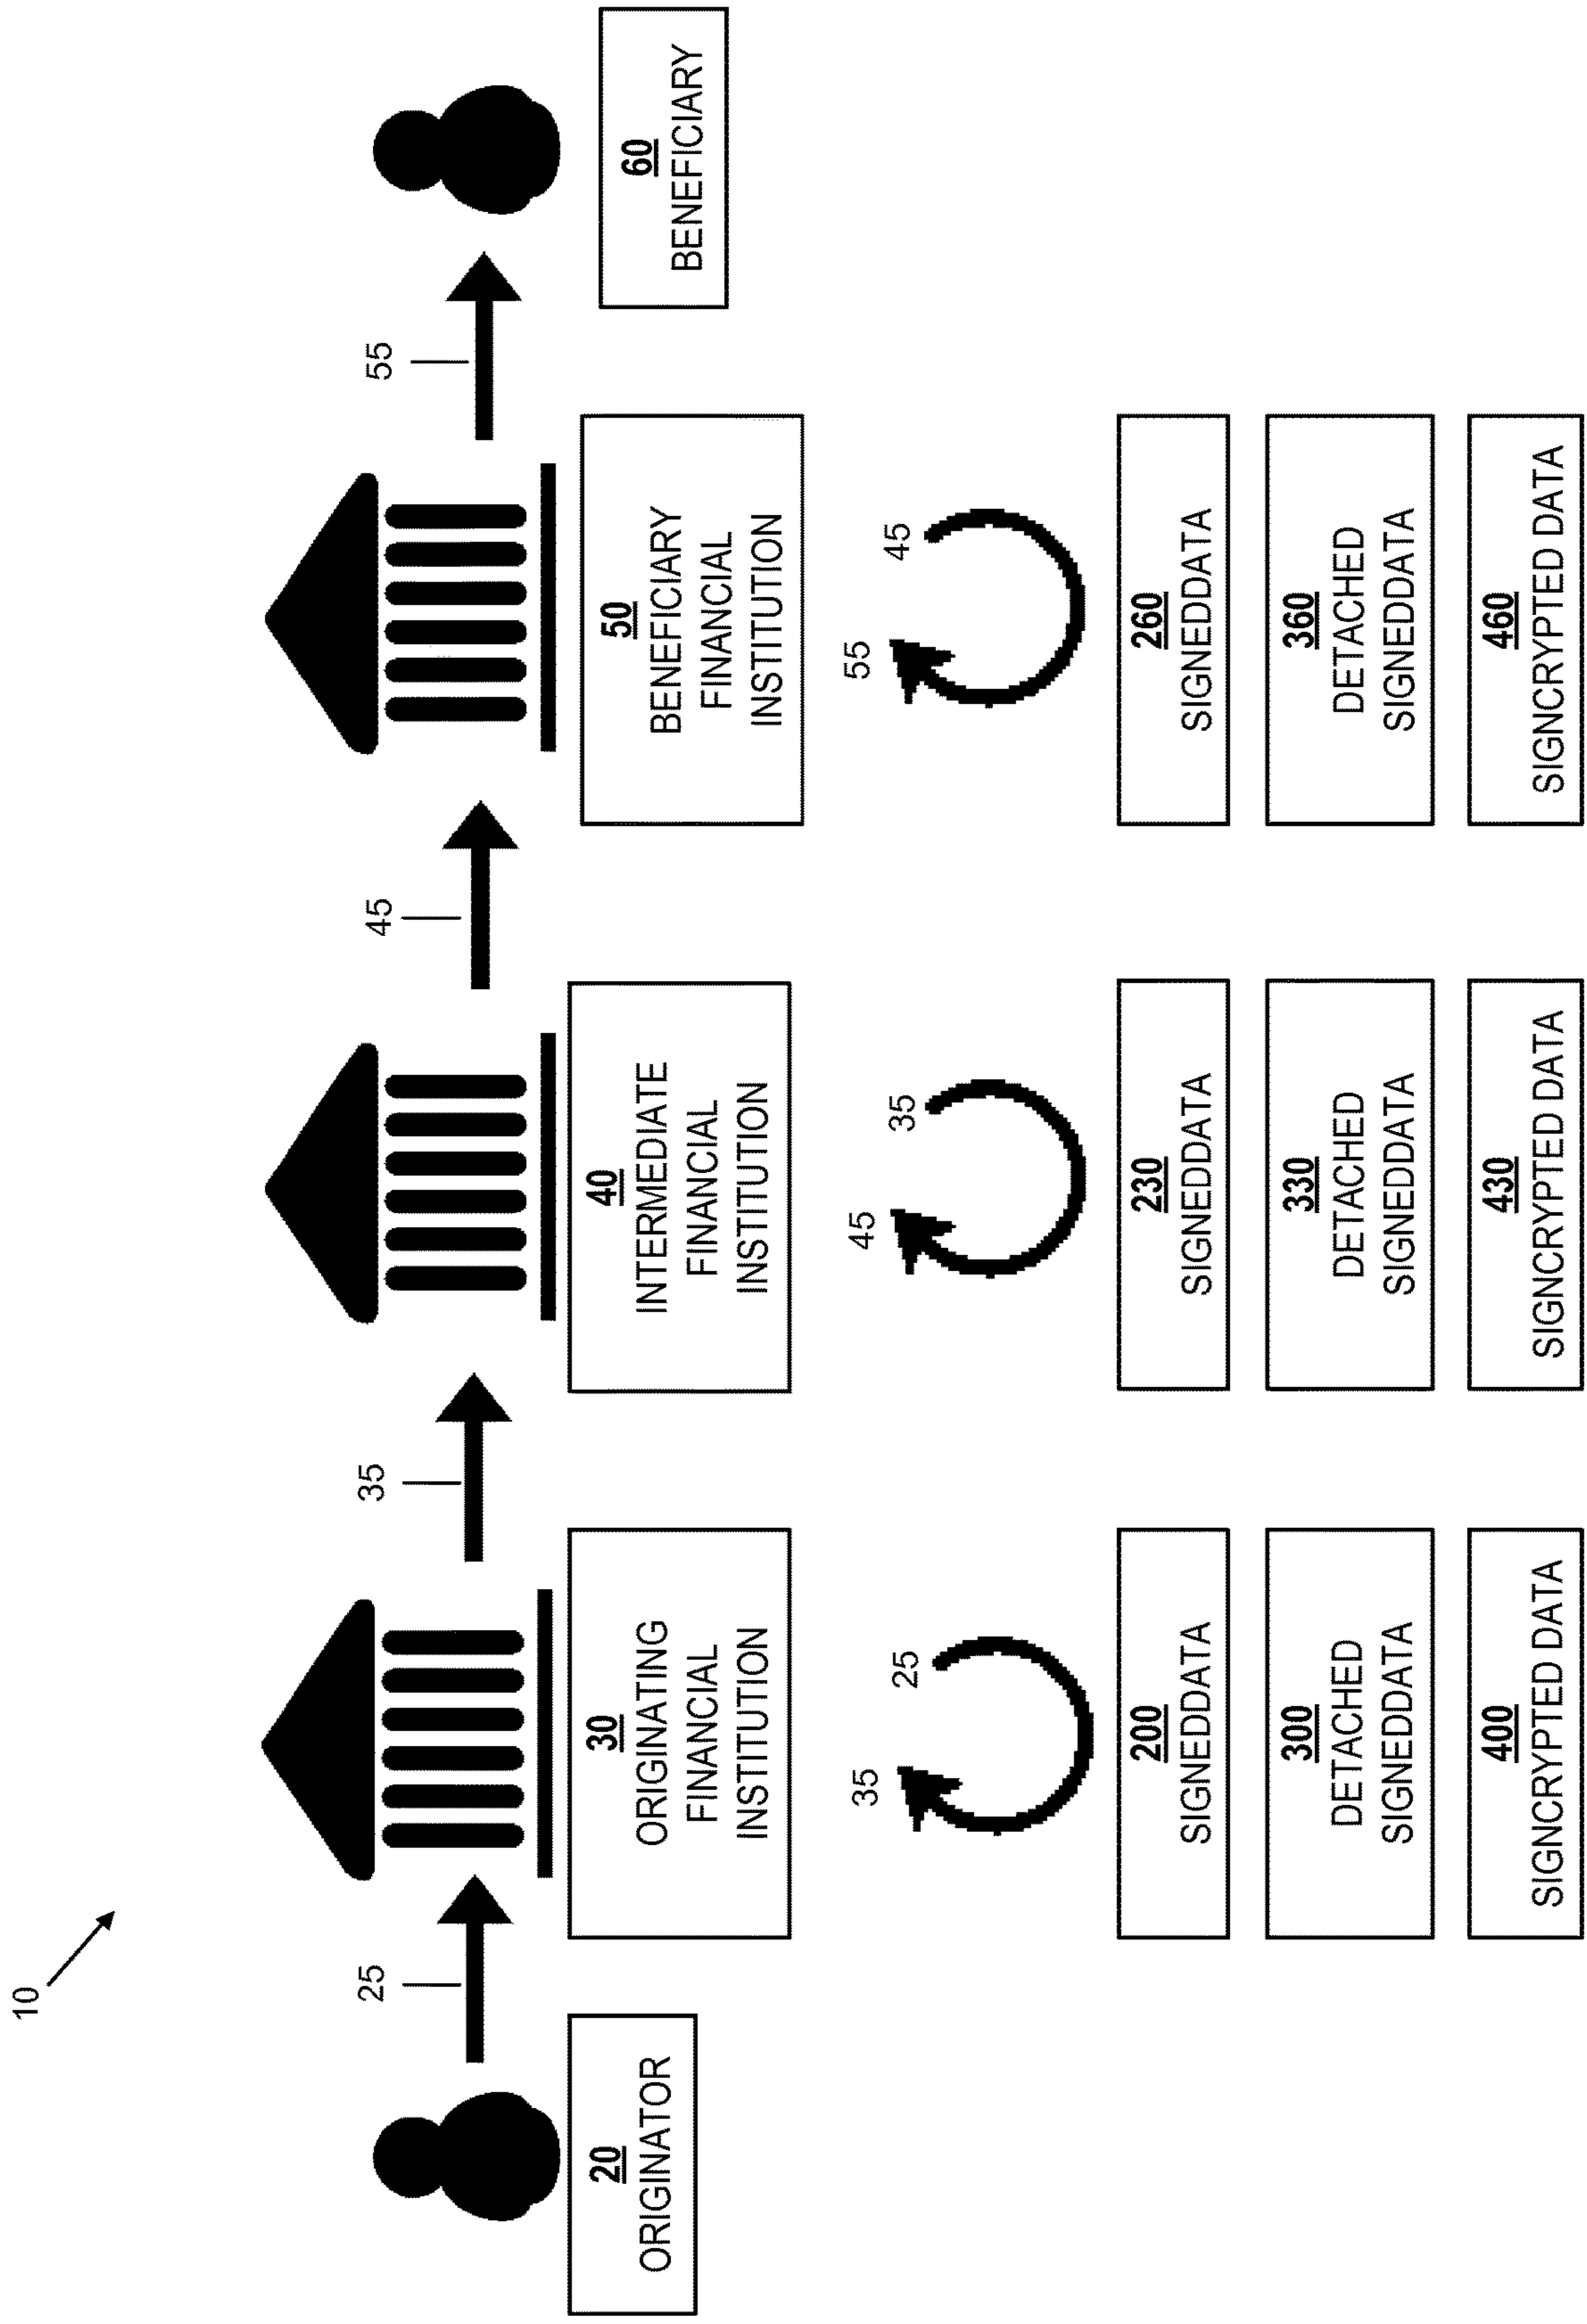 10
25
35
45
55
20
ORIGINATOR
30
ORIGINATING
FINANCIAL
INSTITUTION
40
INTERMEDIATE
FINANCIAL
INSTITUTION
50
BENEFICIARY
FINANCIAL
INSTITUTION
60
BENEFICIARY
35
25
45
35
55
45
200
SIGNEDDATA
230
SIGNEDDATA
260
SIGNEDDATA
300
DETACHED
SIGNEDDATA
330
DETACHED
SIGNEDDATA
360
DETACHED
SIGNEDDATA
400
SIGNCRYPTED DATA
430
SIGNCRYPTED DATA
460
SIGNCRYPTED DATA